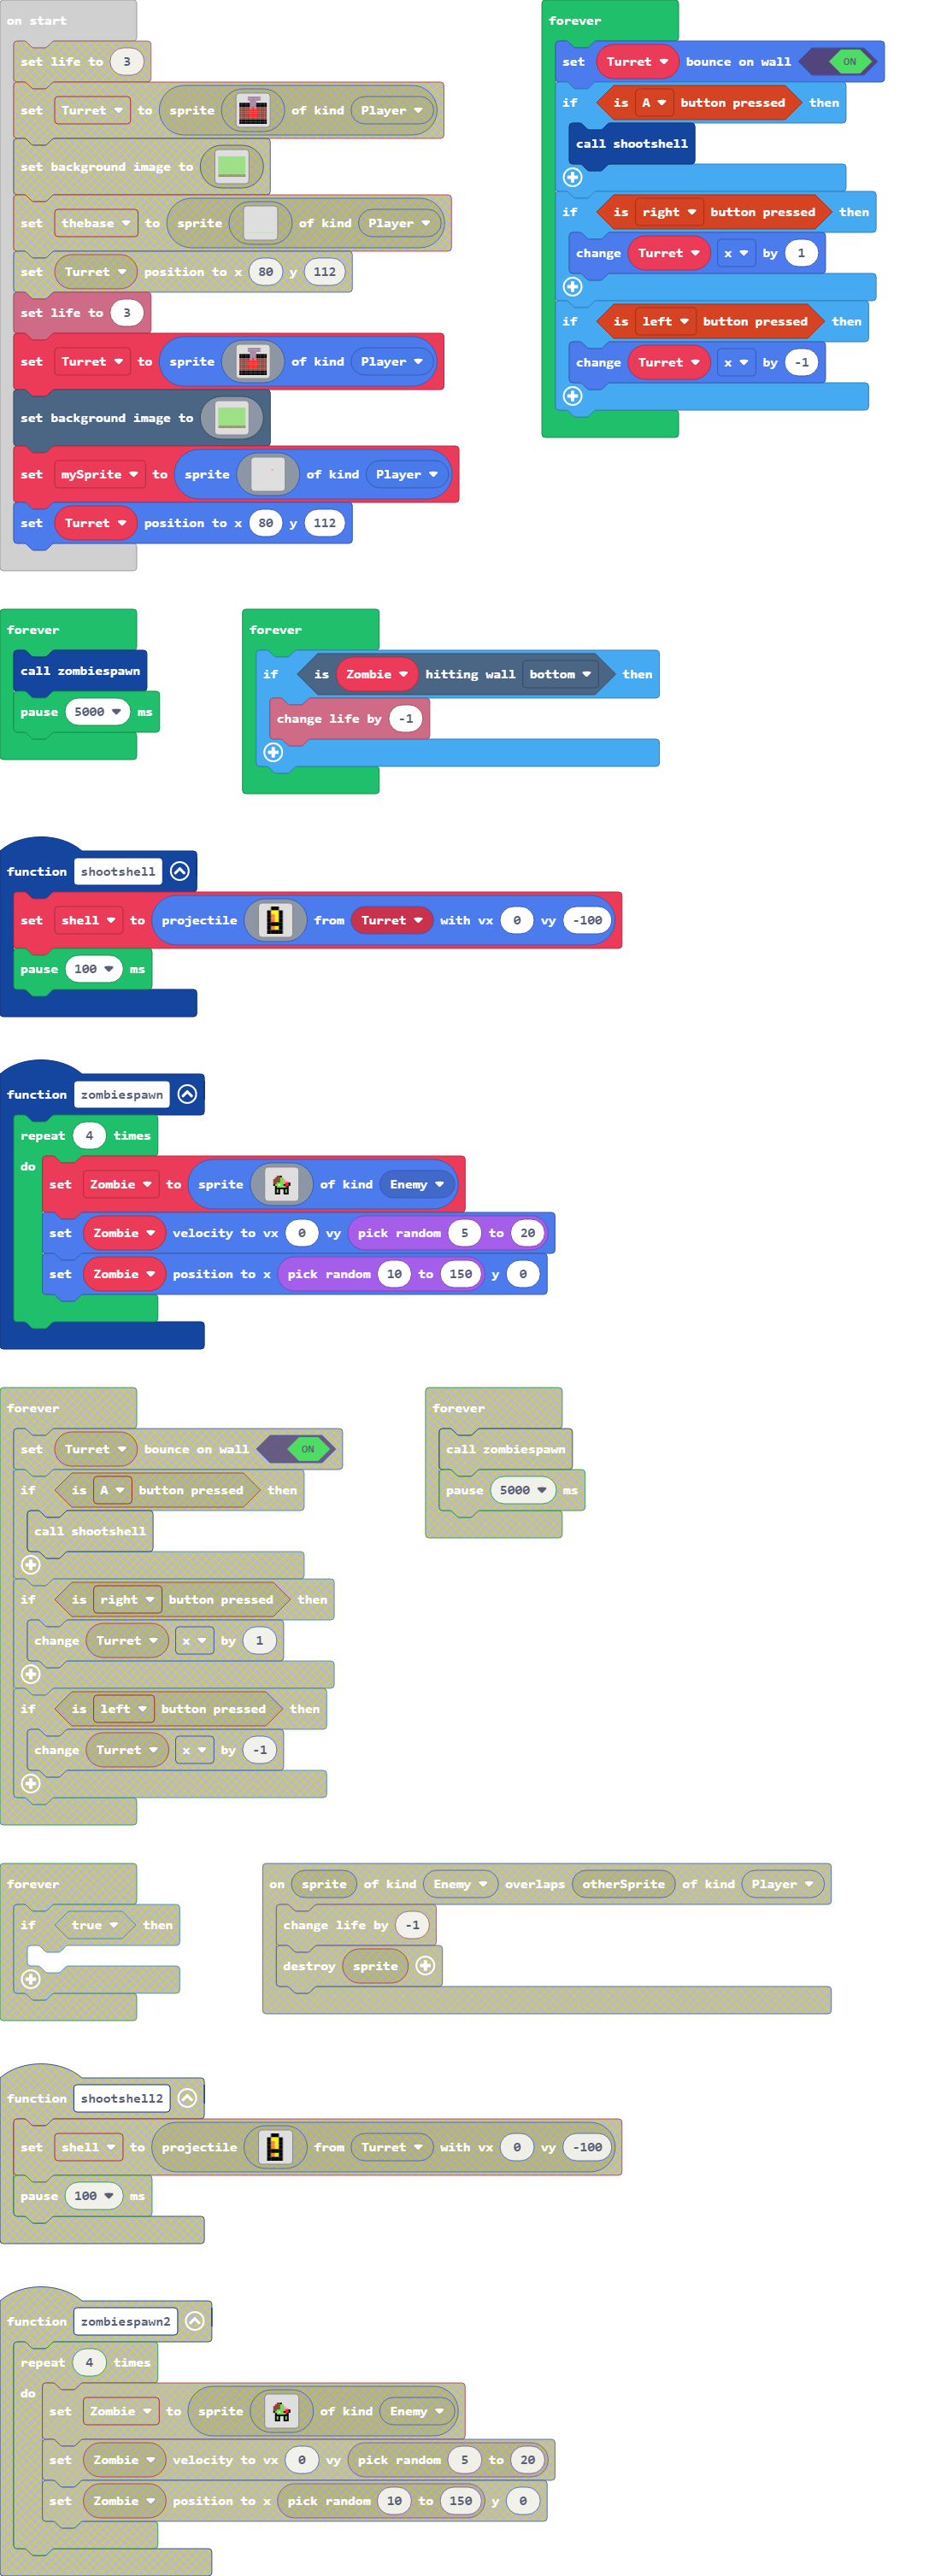 on start
set life to 3
set Turret to sprite of kind Player
set background image to
set thebase to sprite of kind Player
set Turret position to x 80 y 112
set life to 3
set Turret to sprite of kind Player
set background image to
set mySprite to sprite of kind Player
set Turret position to x 80 y 112
forever
set Turret bounce on wall ON
if is A button pressed then
call shootshell
if is right button pressed then
change Turret x by 1
if is left button pressed then
change Turret x by -1
forever
call zombiespawn
pause 5000 ms
forever
if is Zombie hitting wall bottom then
change life by -1
function shootshell
set shell to projectile from Turret with vx 0 vy -100
pause 100 ms
function zombiespawn
repeat 4 times
do
set Zombie to sprite of kind Enemy
set Zombie velocity to vx 0 vy pick random 5 to 20
set Zombie position to x pick random 10 to 150 y 0
forever
set Turret bounce on wall ON
if is A button pressed then
call shootshell
if is right button pressed then
change Turret x by 1
if is left button pressed then
change Turret x by -1
forever
call zombiespawn
pause 5000 ms
forever
if true then
on sprite of kind Enemy overlaps otherSprite of kind Player
change life by -1
destroy sprite
function shootshell2
set shell to projectile from Turret with vx 0 vy -100
pause 100 ms
function zombiespawn2
repeat 4 times
do
set Zombie to sprite of kind Enemy
set Zombie velocity to vx 0 vy pick random 5 to 20
set Zombie position to x pick random 10 to 150 y 0